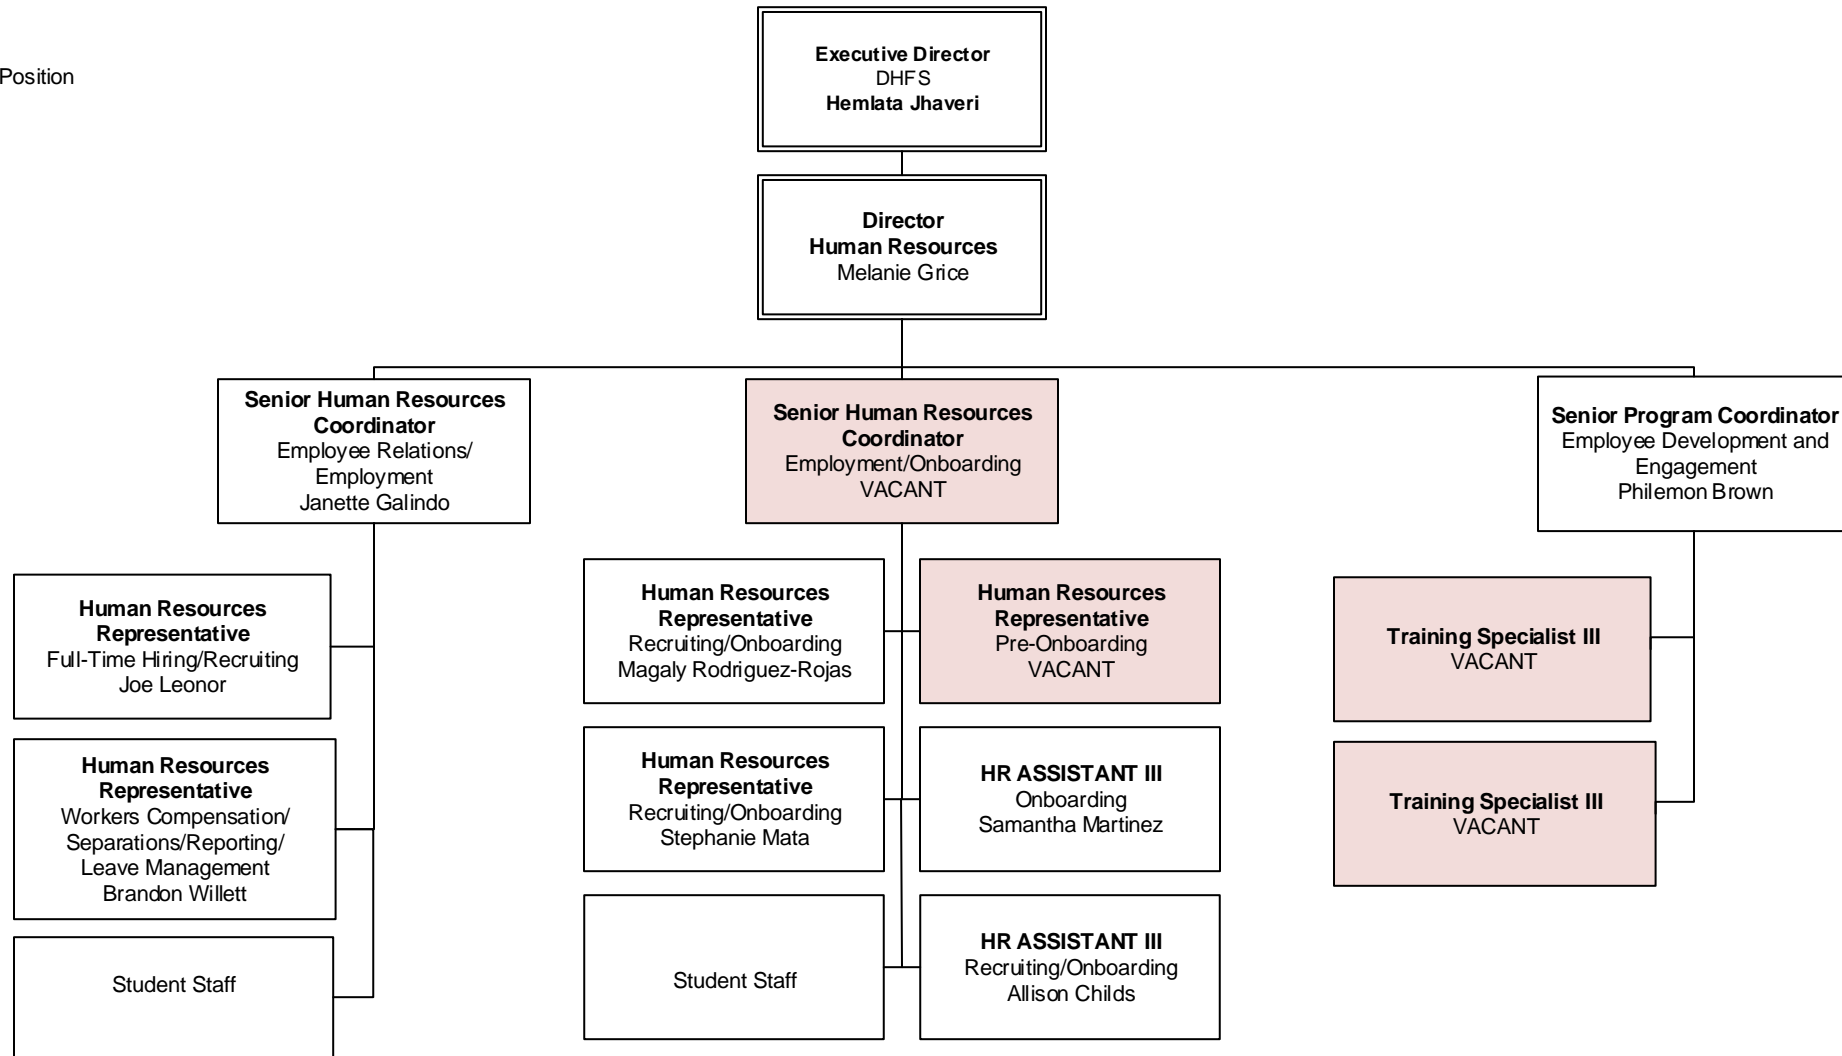 Position
Executive Director
DHFS
Hemlata Jhaveri
Director
Human Resources
Melanie Grice
Senior Human Resources
Coordinator
Employee Relations/
Employment
Janette Galindo
Senior Human Resources
Coordinator
Employment/Onboarding
VACANT
Senior Program Coordinator
Employee Development and
Engagement
Philemon Brown
Human Resources
Representative
Full-Time Hiring/Recruiting
Joe Leonor
Human Resources
Representative
Workers Compensation/
Separations/Reporting/
Leave Management
Brandon Willett
Student Staff
Human Resources
Representative
Recruiting/Onboarding
Magaly Rodriguez-Rojas
Human Resources
Representative
Pre-Onboarding
VACANT
Human Resources
Representative
Recruiting/Onboarding
Stephanie Mata
HR ASSISTANT III
Onboarding
Samantha Martinez
Student Staff
HR ASSISTANT III
Recruiting/Onboarding
Allison Childs
Training Specialist III
VACANT
Training Specialist III
VACANT